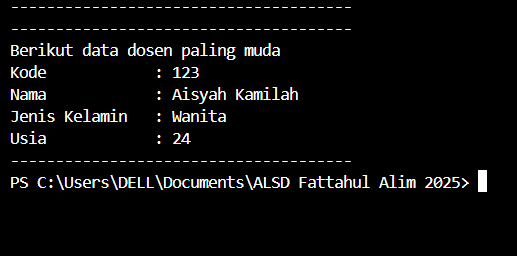 --------------------------------------
--------------------------------------
Berikut data dosen paling muda
Kode            : 123
Nama            : Aisyah Kamilah
Jenis Kelamin   : Wanita
Usia            : 24
--------------------------------------
PS C:\Users\DELL\Documents\ALSD Fattahul Alim 2025>